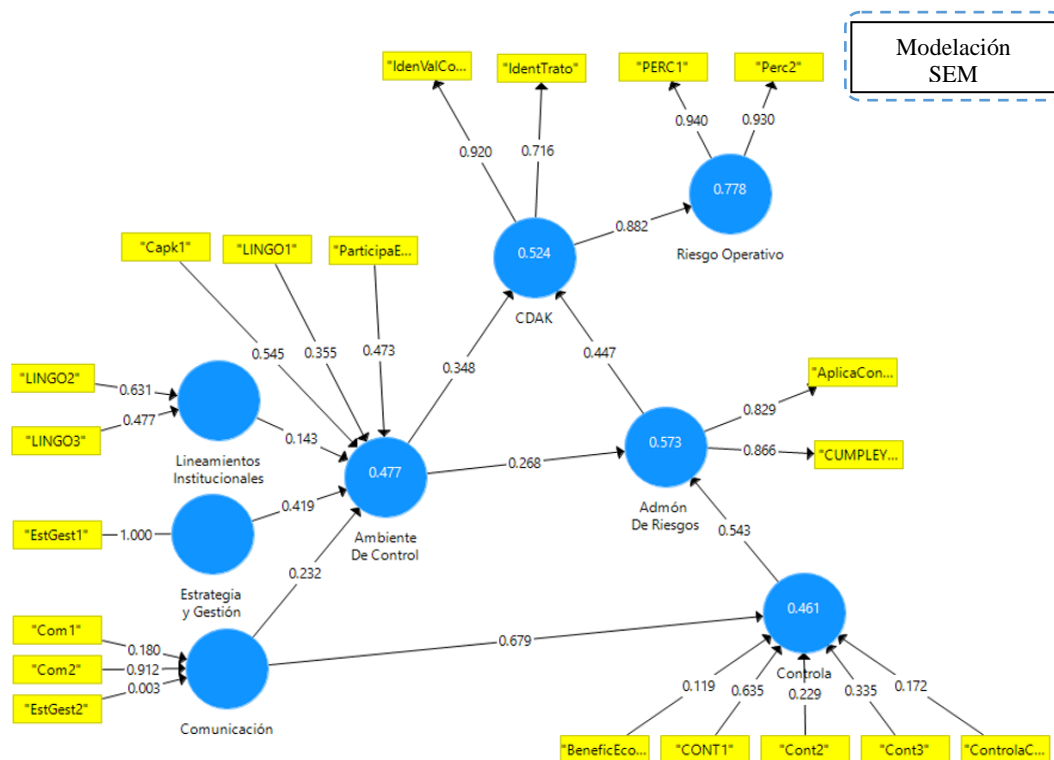 Modelación
SEM
"IdenValCo...
"IdentTrato"
"PERC1"
"Perc2"
0.920
0.716
0.940
0.930
0.778
Riesgo Operativo
0.882
0.524
CDAK
"Capk1"
"LINGO1"
"ParticipaE...
0.545
0.355
0.473
0.348
0.447
"LINGO2"
0.631
"LINGO3"
0.477
Lineamientos
Institucionales
0.143
0.477
Ambiente
De Control
0.268
0.573
Admón
De Riesgos
"AplicaCon...
0.829
0.866
"CUMPLEY...
"EstGest1"
1.000
0.419
Estrategia
y Gestión
0.232
0.543
"Com1"
0.180
"Com2"
0.912
"EstGest2"
0.003
Comunicación
0.679
0.461
Controla
0.119
0.635
0.229
0.335
0.172
"BeneficEco...
"CONT1"
"Cont2"
"Cont3"
"ControlaC...